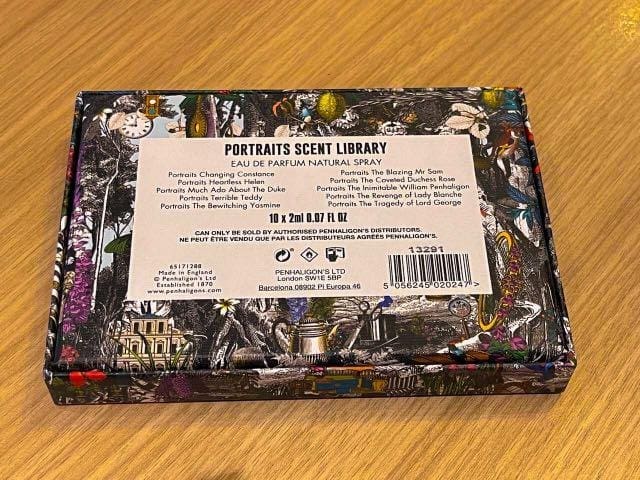 PORTRAITS SCENT LIBRARY
EAU DE PARFUM NATURAL SPRAY
Portraits Changing Constance
Portraits Heartless Helen
Portraits Much Ado About The Duke
Portraits Terrible Teddy
Portraits The Bewitching Yasmine
Portraits The Blazing Mr Sam
Portraits The Coveted Duchess Rose
Portraits The Inimitable William Penhaligon
Portraits The Revenge of Lady Blanche
Portraits The Tragedy of Lord George
10 x 2ml 0.07 FL OZ
CAN ONLY BE SOLD BY AUTHORISED PENHALIGON'S DISTRIBUTORS.
NE PEUT ÊTRE VENDU QUE PAR LES DISTRIBUTEURS AGRÉES PENHALIGON'S.
65171288
Made in England
© Penhaligon's Ltd
Established 1870
www.penhaligons.com
PENHALIGON'S LTD
London SW1E 5BP
Barcelona 08902 Pl Europa 46
13291
5 056245 020247 >